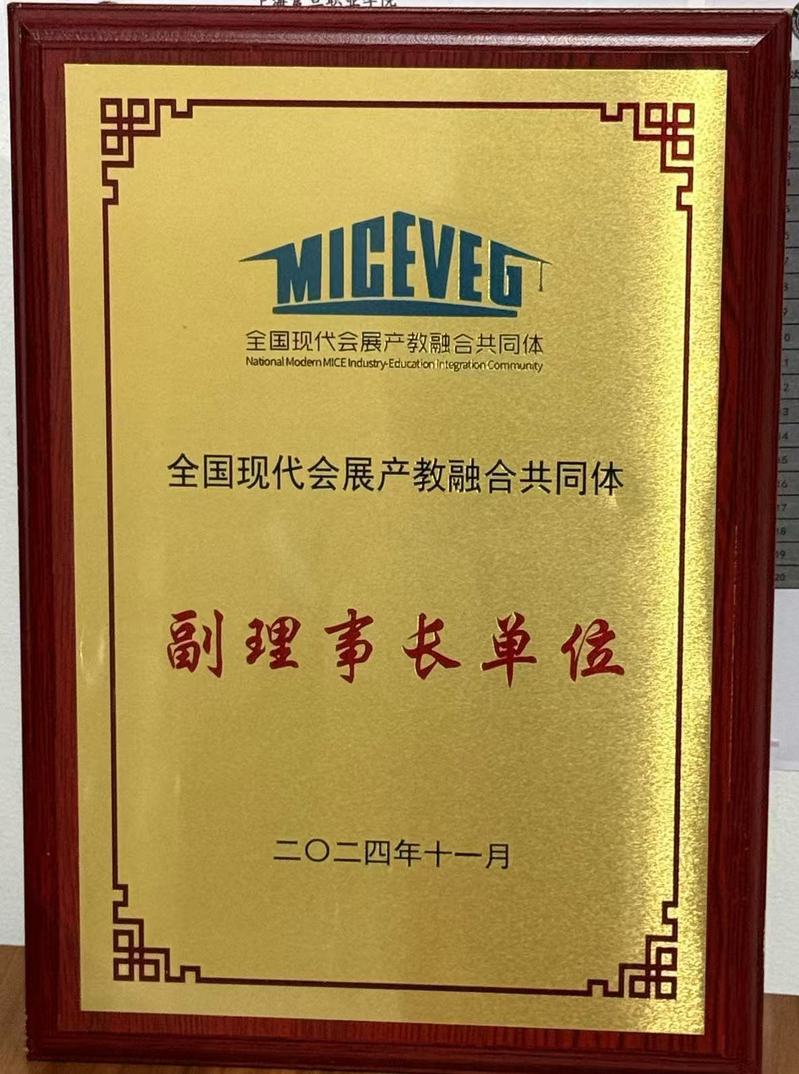 MICEVEG
全国现代会展产教融合共同体
National Modern MICE Industry-Education Integration Community
全国现代会展产教融合共同体
副理事长单位
二〇二四年十一月